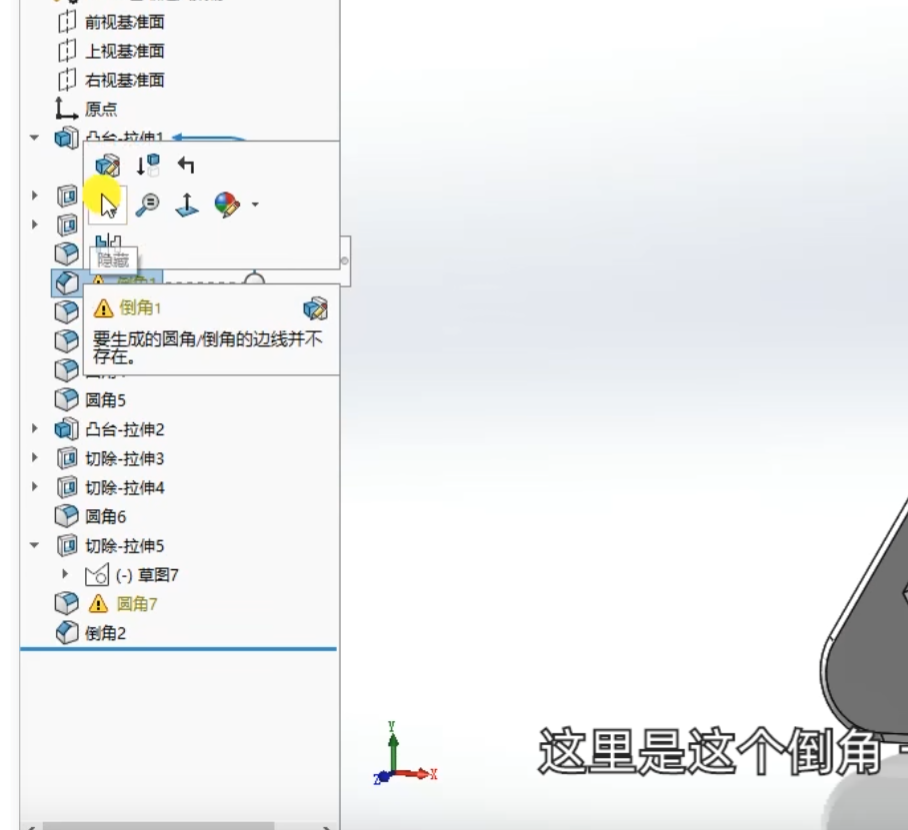 前视基准面
上视基准面
右视基准面
原点
凸台-拉伸1
隐藏
倒角1
倒角1
要生成的圆角/倒角的边线并不
存在。
圆角5
凸台-拉伸2
切除-拉伸3
切除-拉伸4
圆角6
切除-拉伸5
(-) 草图7
圆角7
倒角2
Y
Z
X
这里是这个倒角